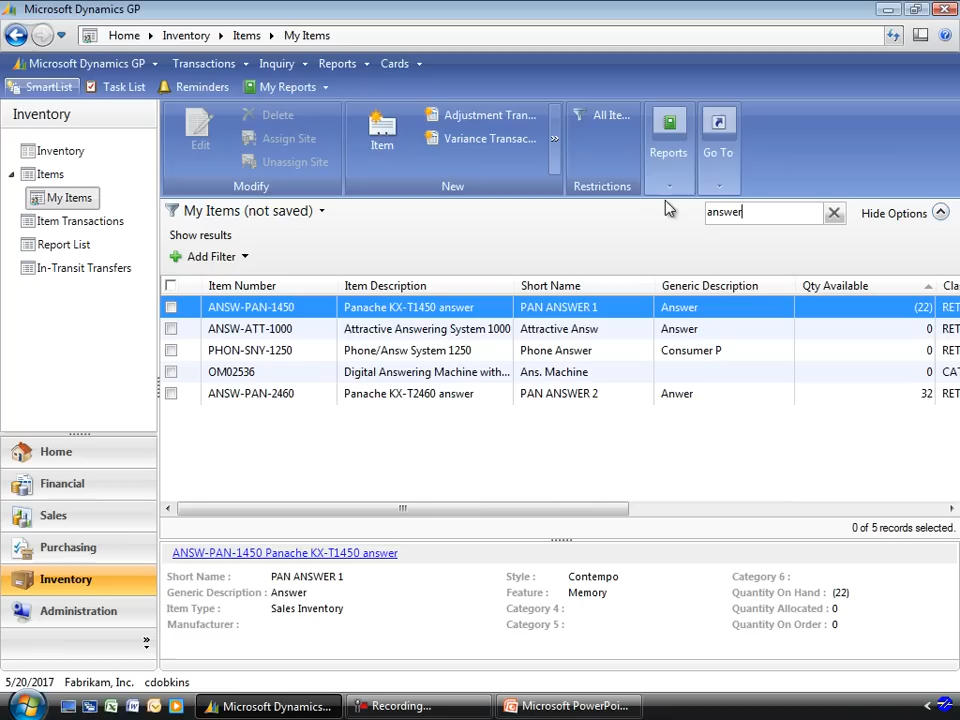 Microsoft Dynamics GP
Home Inventory Items My Items
Microsoft Dynamics GP Transactions Inquiry Reports Cards
SmartList Task List Reminders My Reports
Inventory
Inventory
Items
My Items
Item Transactions
Report List
In-Transit Transfers
Home
Financial
Sales
Purchasing
Inventory
Administration
Edit
Delete
Assign Site
Unassign Site
Modify
Item
Adjustment Tran...
Variance Transac...
New
All Ite...
Restrictions
Reports
Go To
My Items (not saved)
answer
Hide Options
Show results
Add Filter
Item Number Item Description Short Name Generic Description Qty Available Cla
ANSW-PAN-1450 Panache KX-T1450 answer PAN ANSWER 1 Answer (22) RET
ANSW-ATT-1000 Attractive Answering System 1000 Attractive Answ Answer 0 RET
PHON-SNY-1250 Phone/Answ System 1250 Phone Answer Consumer P 0 RET
OM02536 Digital Answering Machine with... Ans. Machine 0 CAT
ANSW-PAN-2460 Panache KX-T2460 answer PAN ANSWER 2 Anwer 32 RET
0 of 5 records selected.
ANSW-PAN-1450 Panache KX-T1450 answer
Short Name : PAN ANSWER 1 Style : Contempo Category 6 :
Generic Description : Answer Feature : Memory Quantity On Hand : (22)
Item Type : Sales Inventory Category 4 : Quantity Allocated : 0
Manufacturer : Category 5 : Quantity On Order : 0
5/20/2017 Fabrikam, Inc. cdobkins
Microsoft Dynamics... Recording... Microsoft PowerPoi...